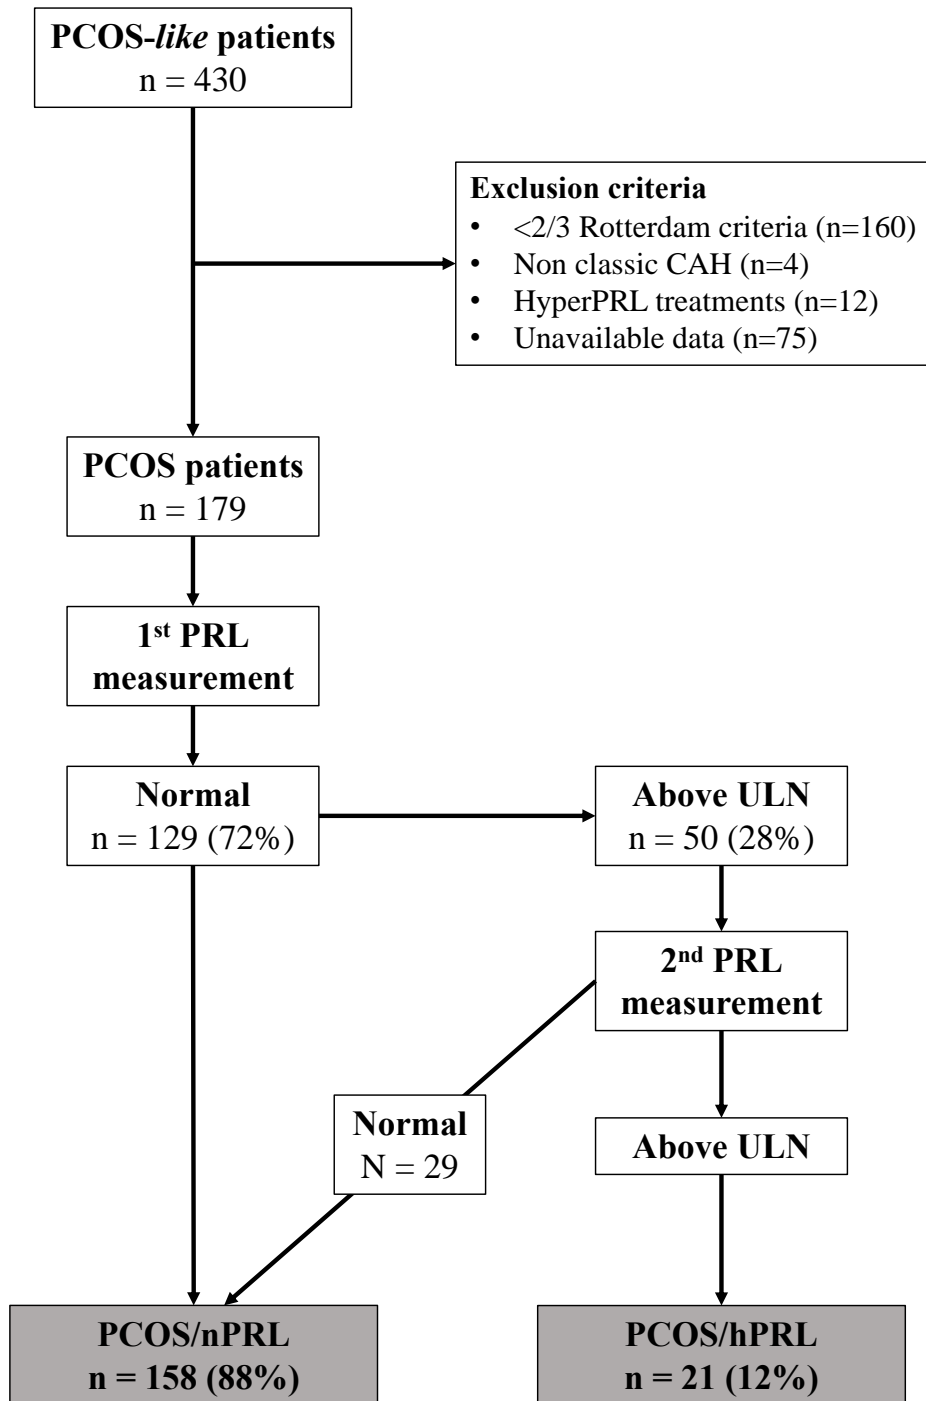 PCOS-like patients
n = 430
Exclusion criteria
• <2/3 Rotterdam criteria (n=160)
• Non classic CAH (n=4)
• HyperPRL treatments (n=12)
• Unavailable data (n=75)
PCOS patients
n = 179
1st PRL
measurement
Normal
n = 129 (72%)
Above ULN
n = 50 (28%)
2nd PRL
measurement
Normal
N = 29
Above ULN
PCOS/nPRL
n = 158 (88%)
PCOS/hPRL
n = 21 (12%)